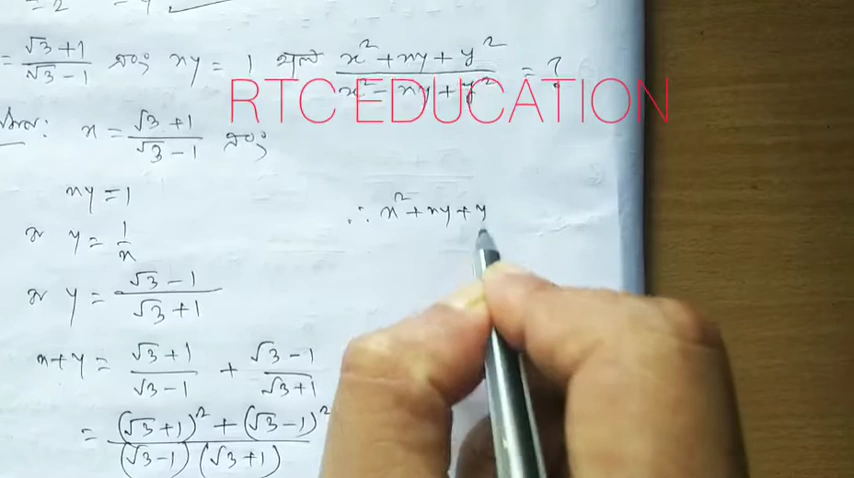 = (√3+1)/(√3-1) এবং xy = 1 হলে (x²+xy+y²)/(x²-xy+y²) = ?
RTC EDUCATION
x = (√3+1)/(√3-1) এবং
xy = 1
বা y = 1/x
বা y = (√3-1)/(√3+1)
∴ x²+xy+y
x+y = (√3+1)/(√3-1) + (√3-1)/(√3+1)
= ((√3+1)²+(√3-1)²)/((√3-1)(√3+1))